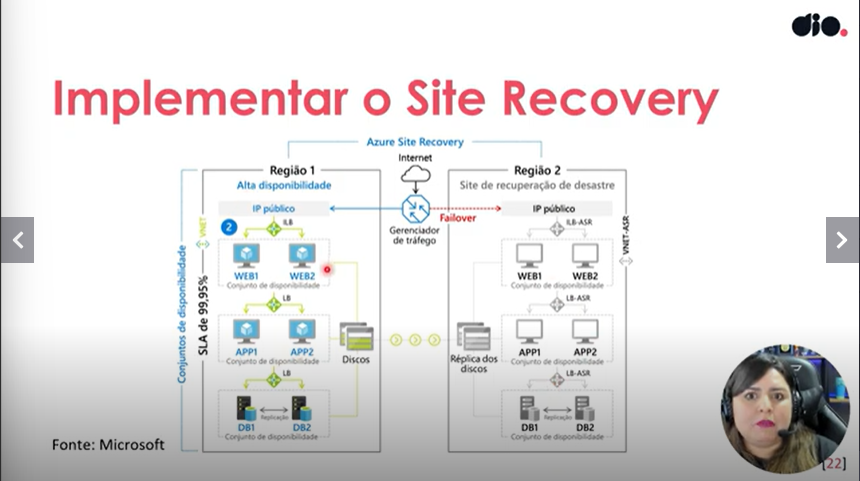 dio.
Implementar o Site Recovery
Azure Site Recovery
Internet
Região 1
Região 2
Alta disponibilidade
Site de recuperação de desastre
IP público
IP público
Failover
Gerenciador
de tráfego
2
ILB
ILB-ASR
VNET
VNET-ASR
WEB1
WEB2
WEB1
WEB2
Conjunto de disponibilidade
Conjunto de disponibilidade
Conjuntos de disponibilidade
SLA de 99,95%
LB
LB-ASR
APP1
APP2
Discos
Réplica dos
discos
APP1
APP2
Conjunto de disponibilidade
Conjunto de disponibilidade
LB
LB-ASR
Replicação
Replicação
DB1
DB2
DB1
DB2
Conjunto de disponibilidade
Conjunto de disponibilidade
Fonte: Microsoft
[22]